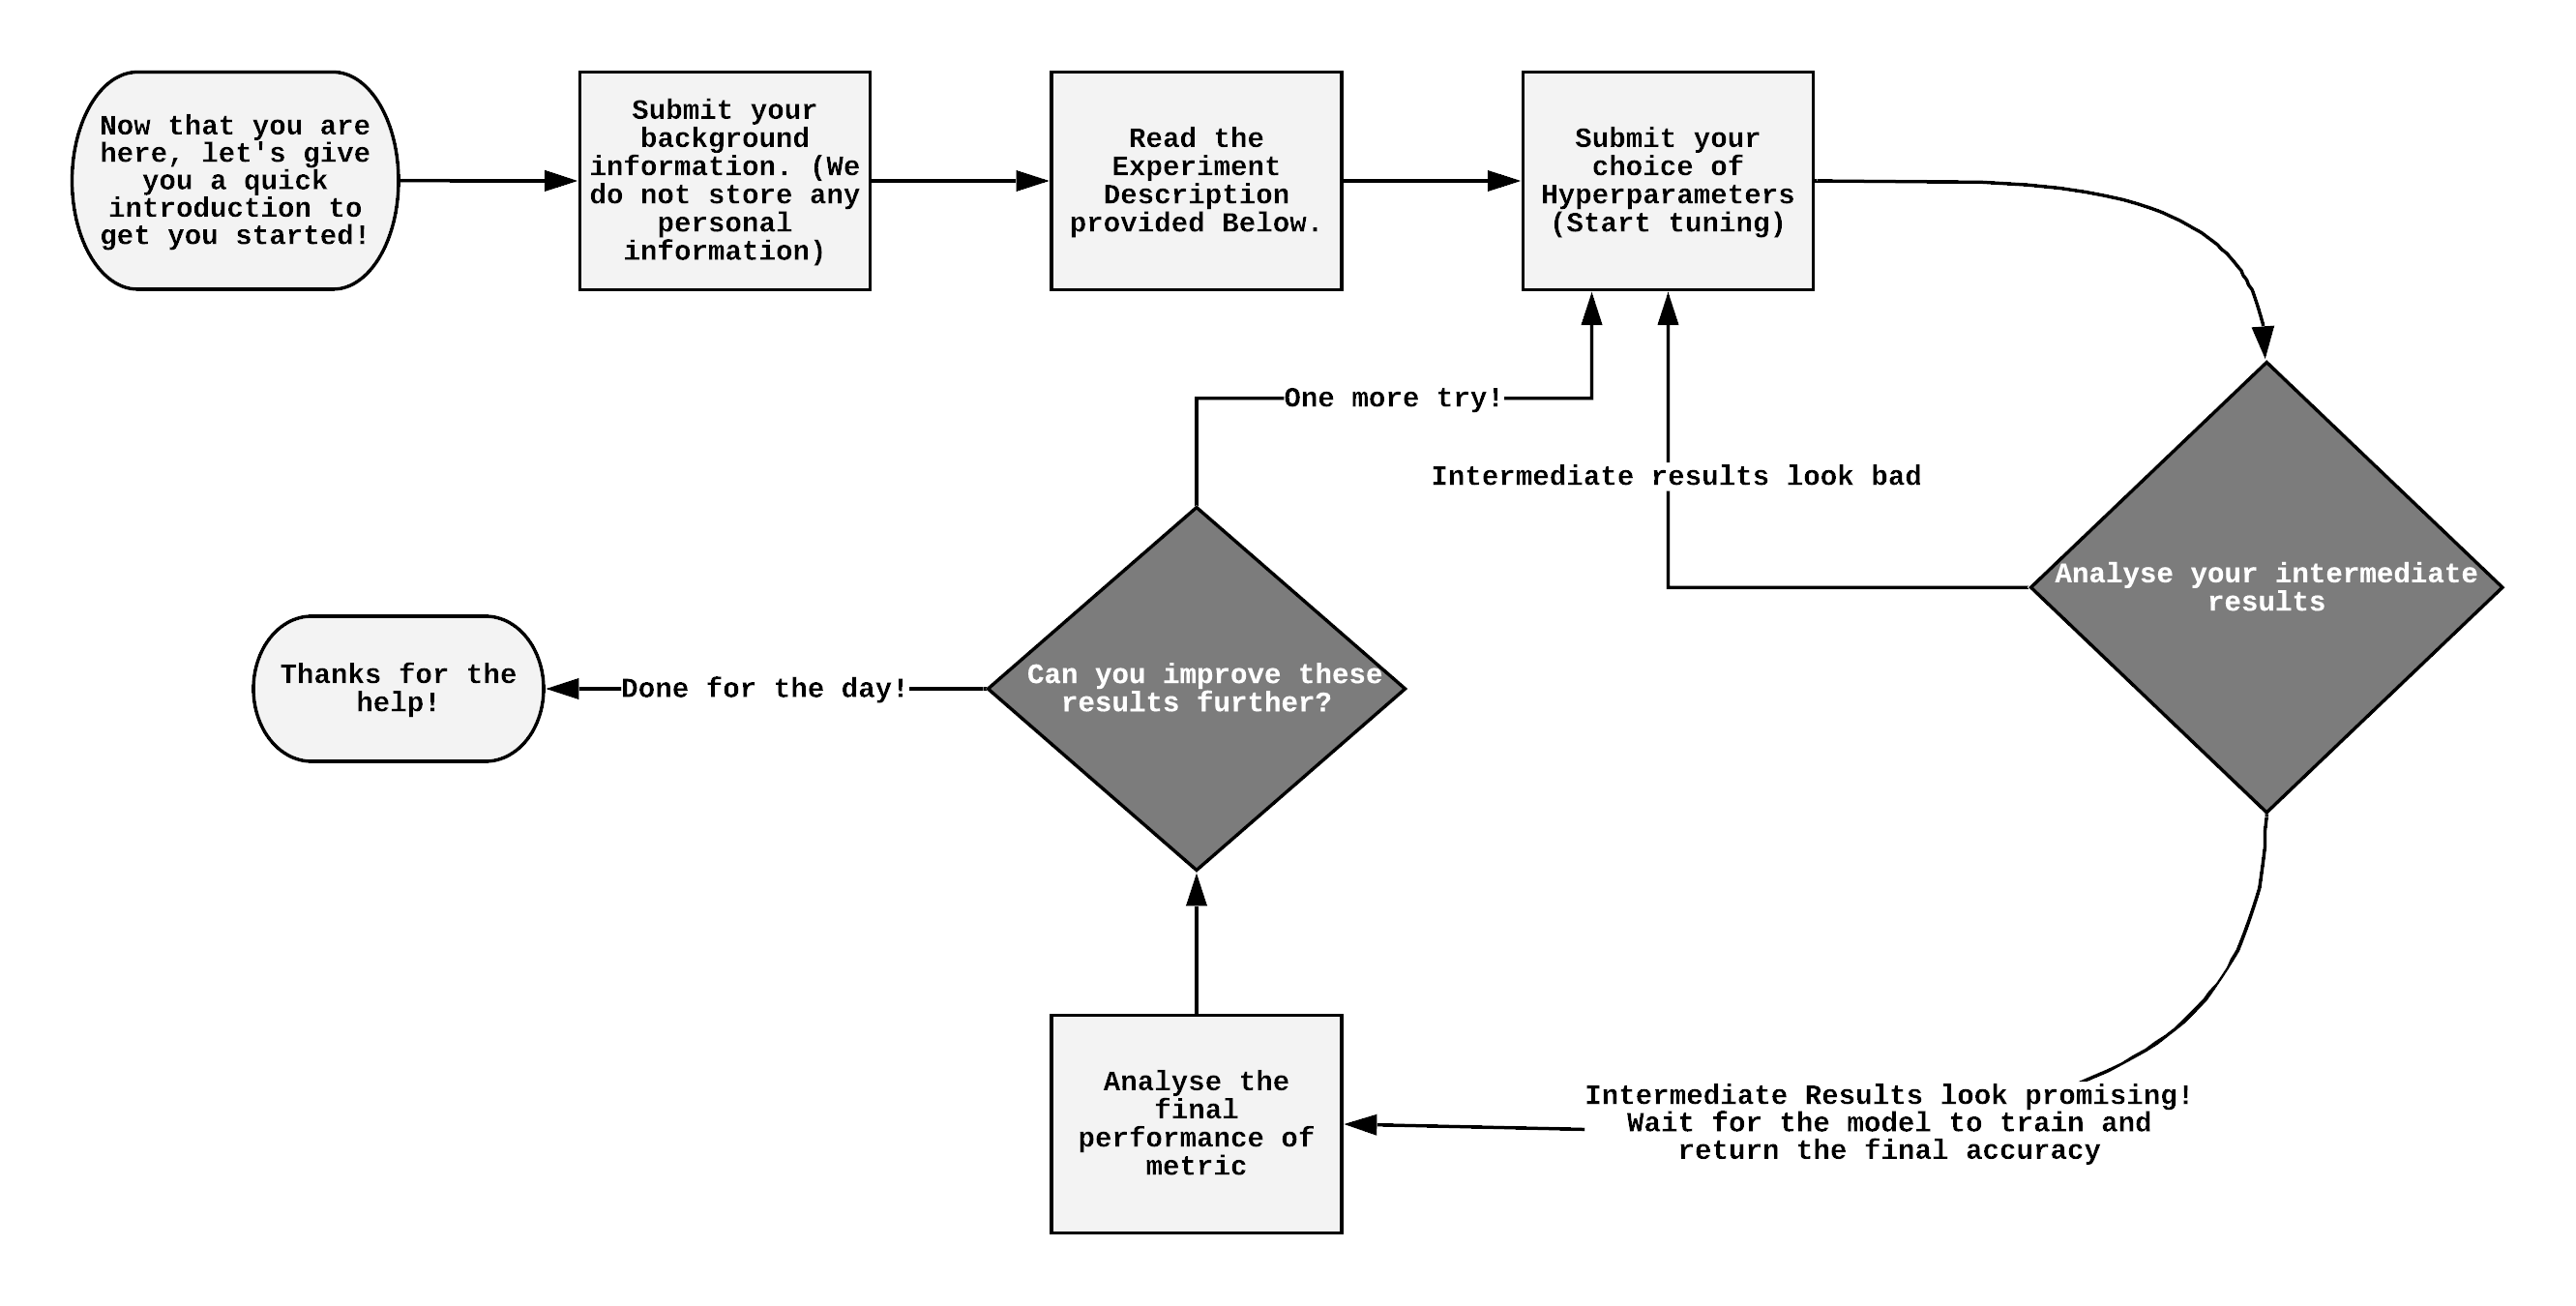 Now that you are
here, let's give
you a quick
introduction to
get you started!
Submit your
background
information. (We
do not store any
personal
information)
Read the
Experiment
Description
provided Below.
Submit your
choice of
Hyperparameters
(Start tuning)
One more try!
Intermediate results look bad
Analyse your intermediate
results
Can you improve these
results further?
Done for the day!
Thanks for the
help!
Intermediate Results look promising!
Wait for the model to train and
return the final accuracy
Analyse the
final
performance of
metric